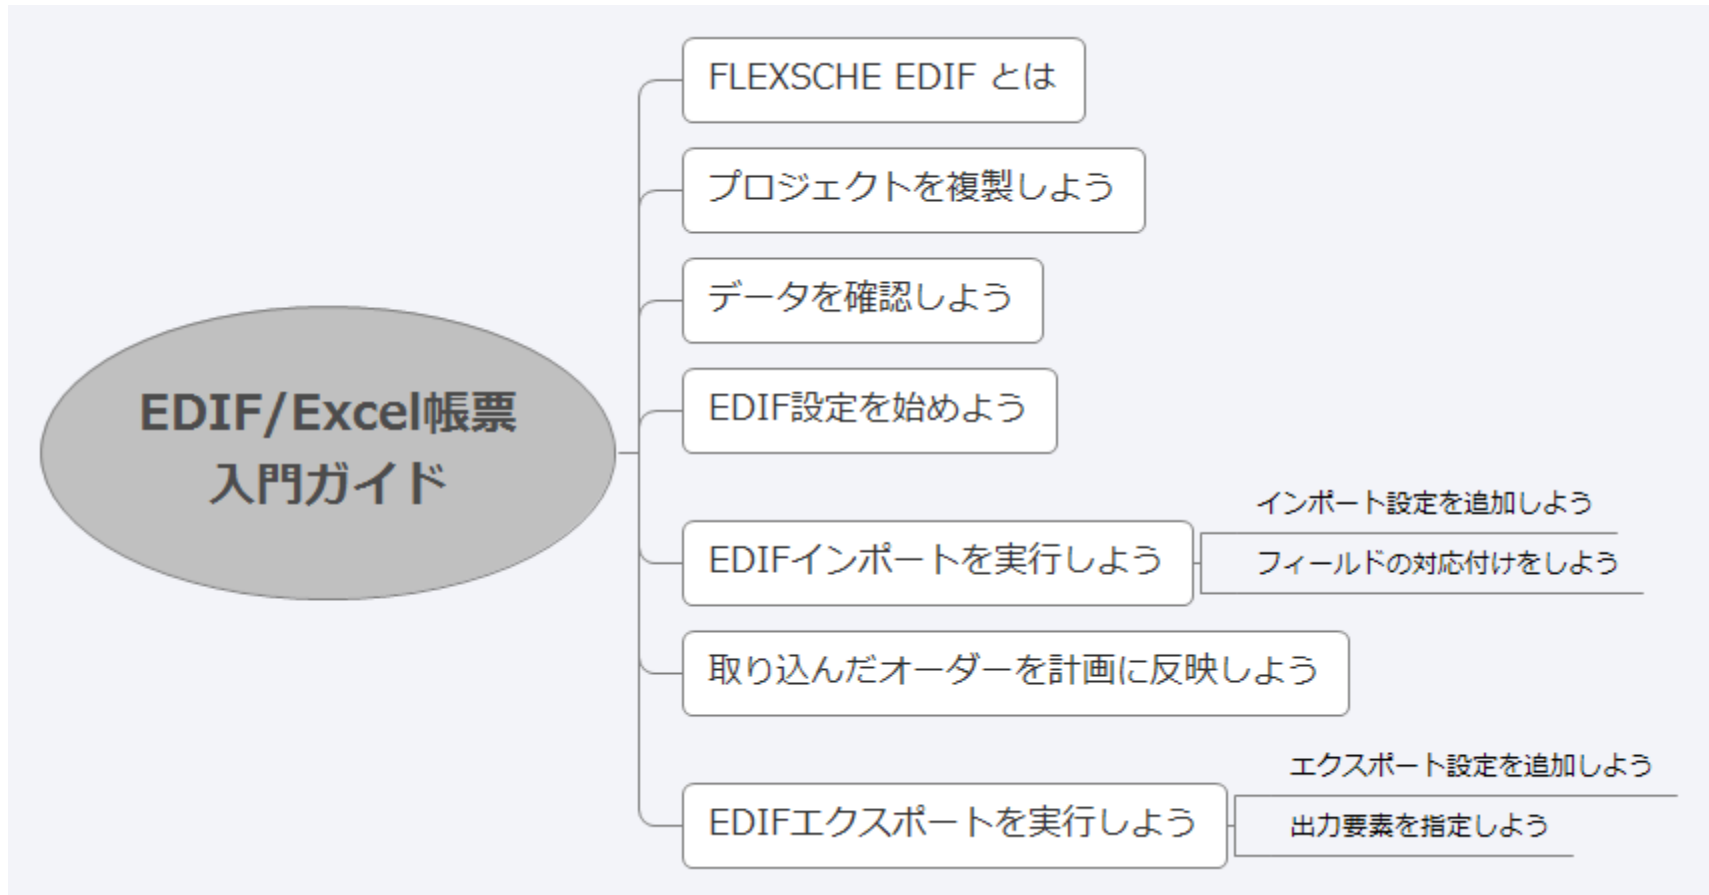 EDIF/Excel帳票
入門ガイド
FLEXSCHE EDIF とは
プロジェクトを複製しよう
データを確認しよう
EDIF設定を始めよう
EDIFインポートを実行しよう
インポート設定を追加しよう
フィールドの対応付けをしよう
取り込んだオーダーを計画に反映しよう
EDIFエクスポートを実行しよう
エクスポート設定を追加しよう
出力要素を指定しよう